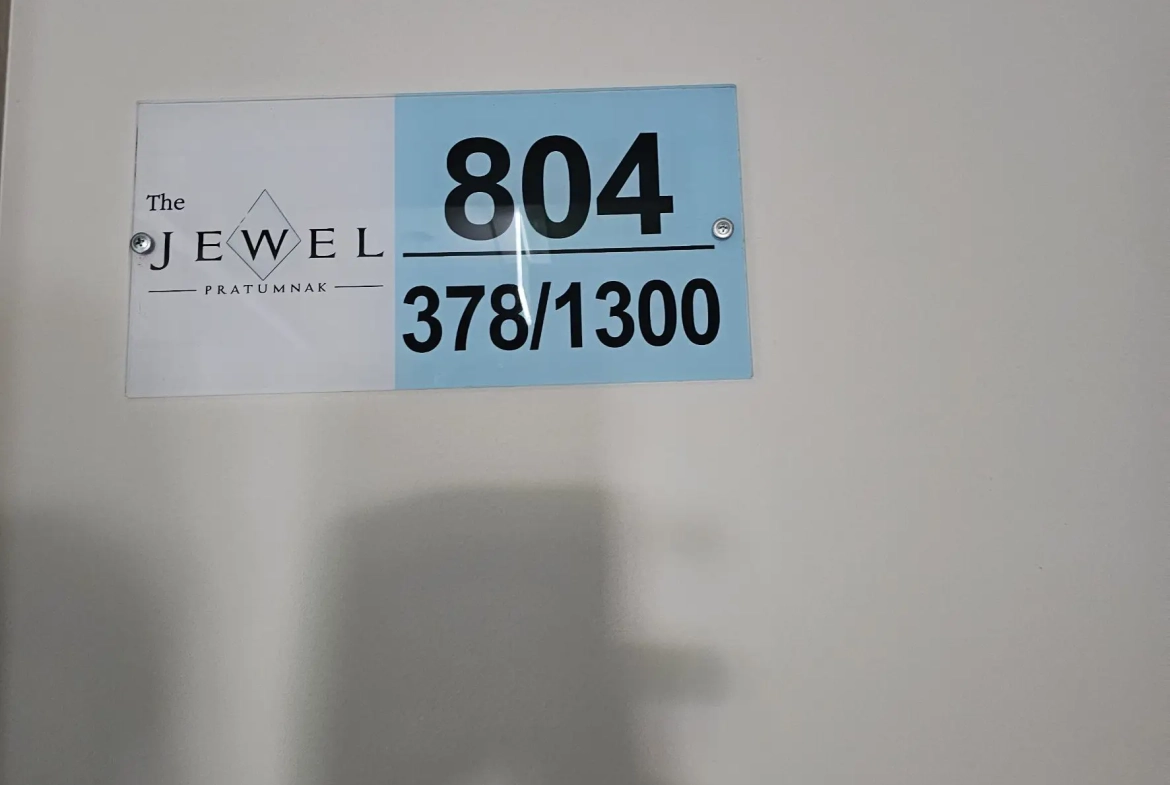 The
JEWEL
PRATUMNAK
804
378/1300